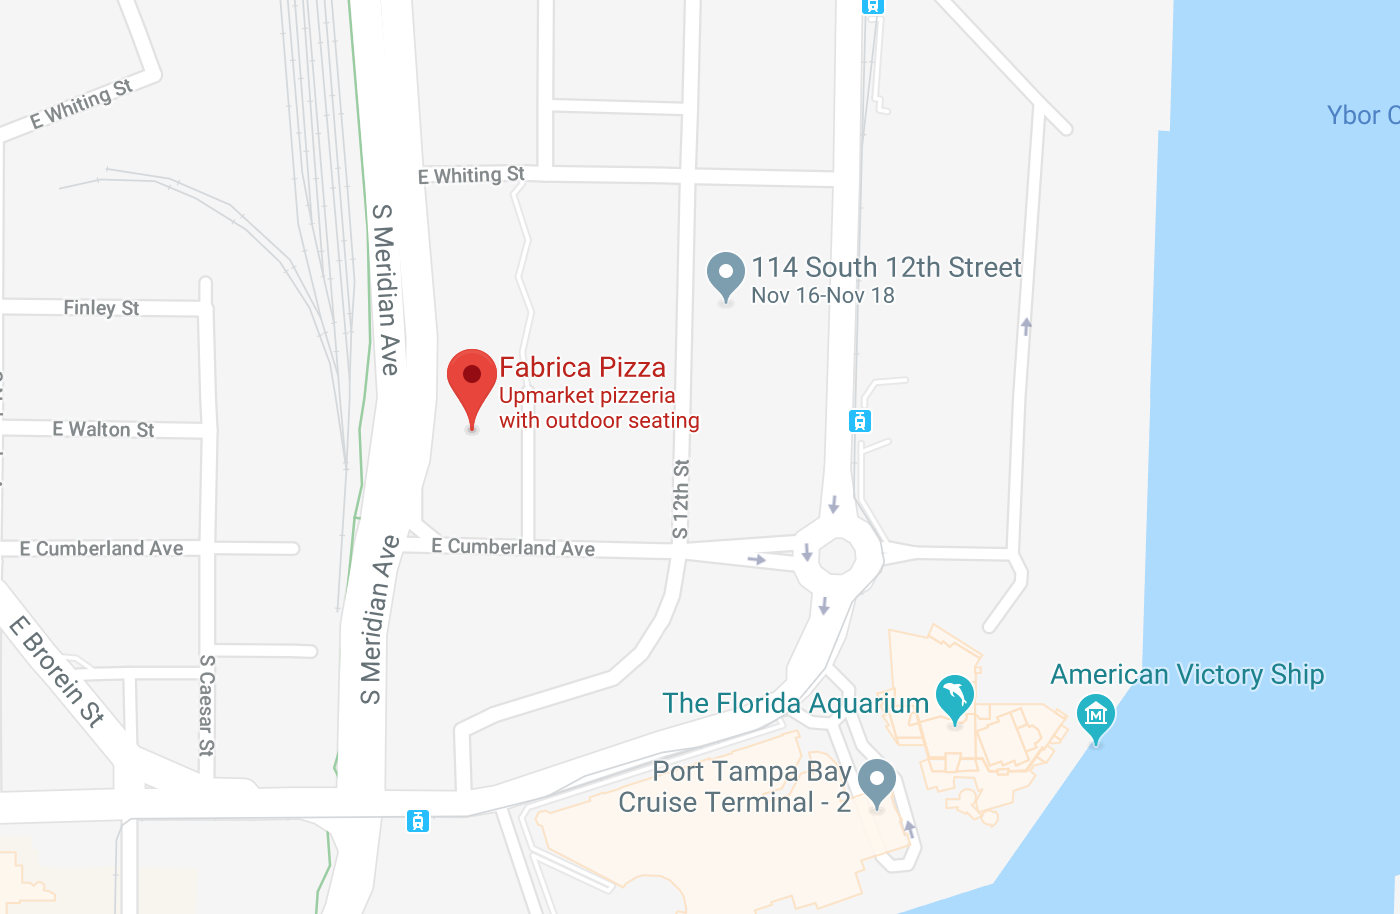 E Whiting St
Ybor C
E Whiting St
S Meridian Ave
114 South 12th Street
Nov 16-Nov 18
Finley St
Fabrica Pizza
Upmarket pizzeria
with outdoor seating
E Walton St
S 12th St
E Cumberland Ave
E Cumberland Ave
S Meridian Ave
E Brorein St
S Caesar St
The Florida Aquarium
American Victory Ship
M
Port Tampa Bay
Cruise Terminal - 2